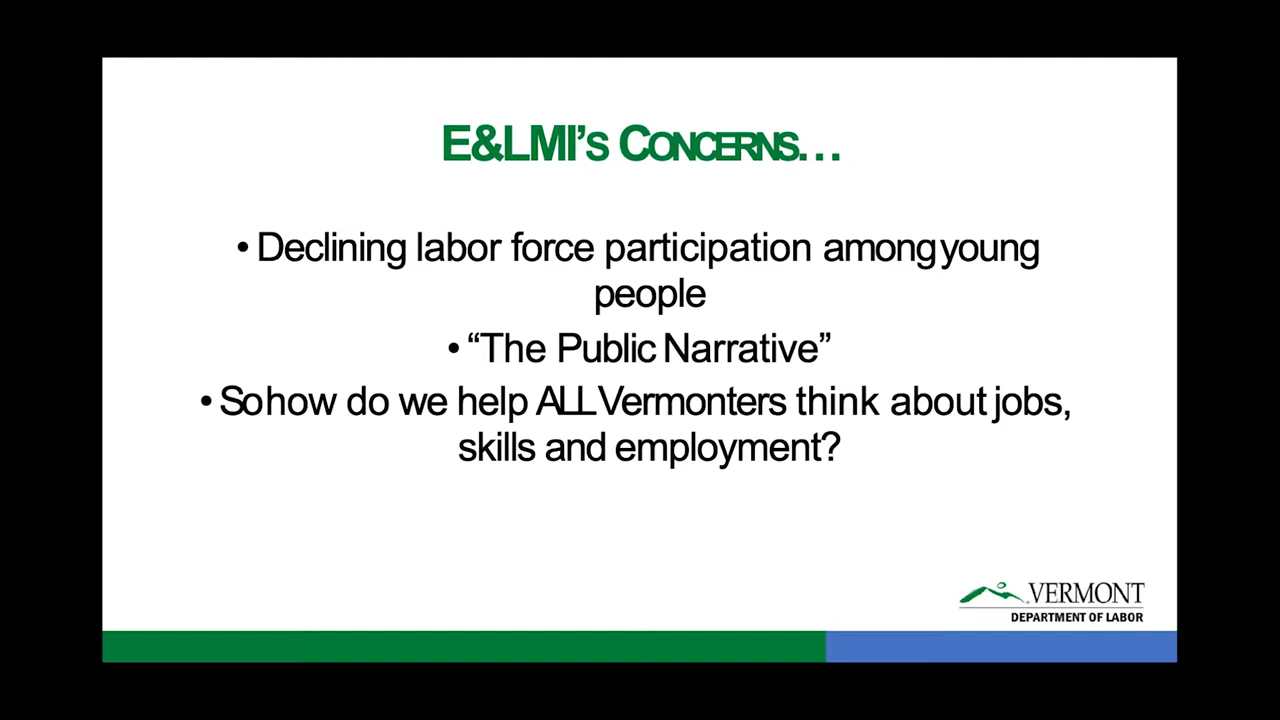 E&LMI’S CONCERNS…
• Declining labor force participation among young
people
• “The Public Narrative”
• So how do we help ALL Vermonters think about jobs,
skills and employment?
VERMONT
DEPARTMENT OF LABOR